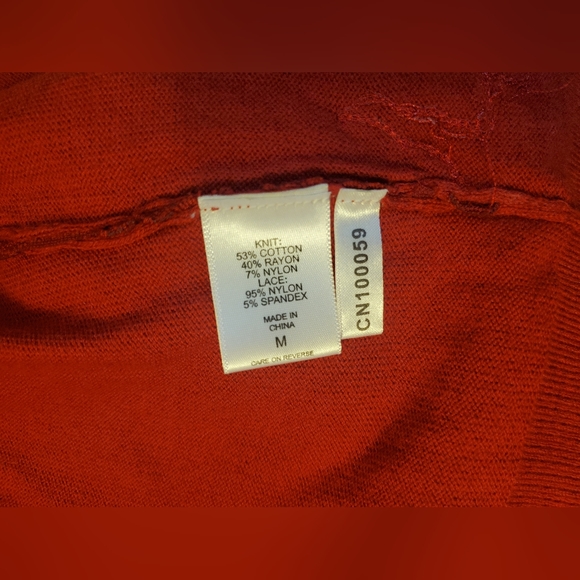 KNIT:
53% COTTON
40% RAYON
7% NYLON
LACE:
95% NYLON
5% SPANDEX
MADE IN
CHINA
M
CARE ON REVERSE
CN100059